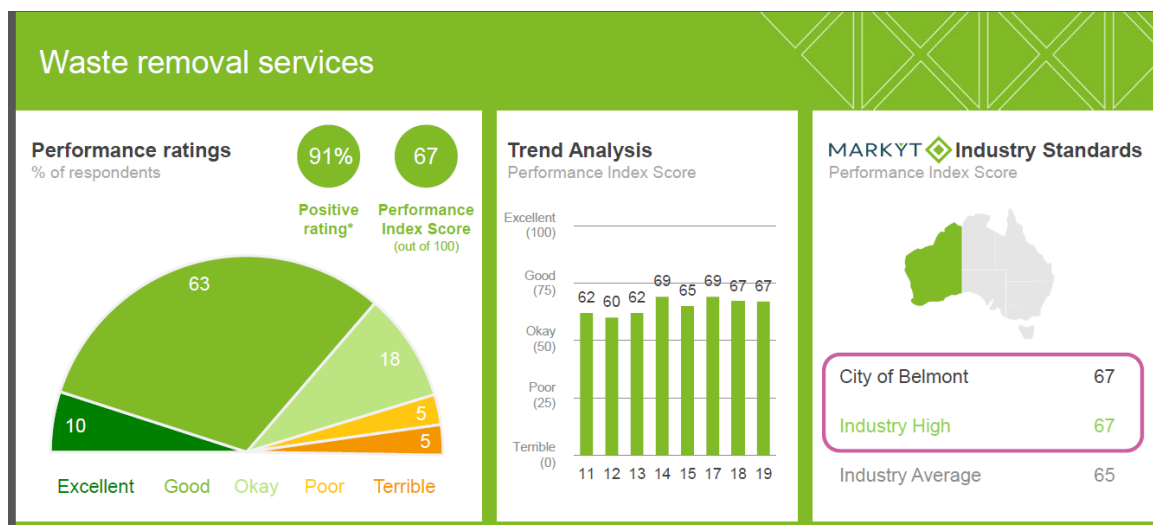 Waste removal services
Performance ratings
% of respondents
91%
67
Positive
rating*
Performance
Index Score
(out of 100)
63
18
10
5
5
Excellent Good Okay Poor Terrible
Trend Analysis
Performance Index Score
Excellent
(100)
Good
(75)
Okay
(50)
Poor
(25)
Terrible
(0)
62 60 62 69 65 69 67 67
11 12 13 14 15 17 18 19
MARKYT Industry Standards
Performance Index Score
City of Belmont 67
Industry High 67
Industry Average 65